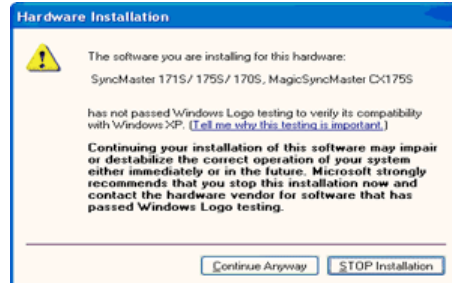 Hardware Installation
The software you are installing for this hardware:
SyncMaster 171S/ 175S/ 170S, MagicSyncMaster CX175S
has not passed Windows Logo testing to verify its compatibility
with Windows XP. (Tell me why this testing is important.)
Continuing your installation of this software may impair
or destabilize the correct operation of your system
either immediately or in the future. Microsoft strongly
recommends that you stop this installation now and
contact the hardware vendor for software that has
passed Windows Logo testing.
Continue Anyway
STOP Installation